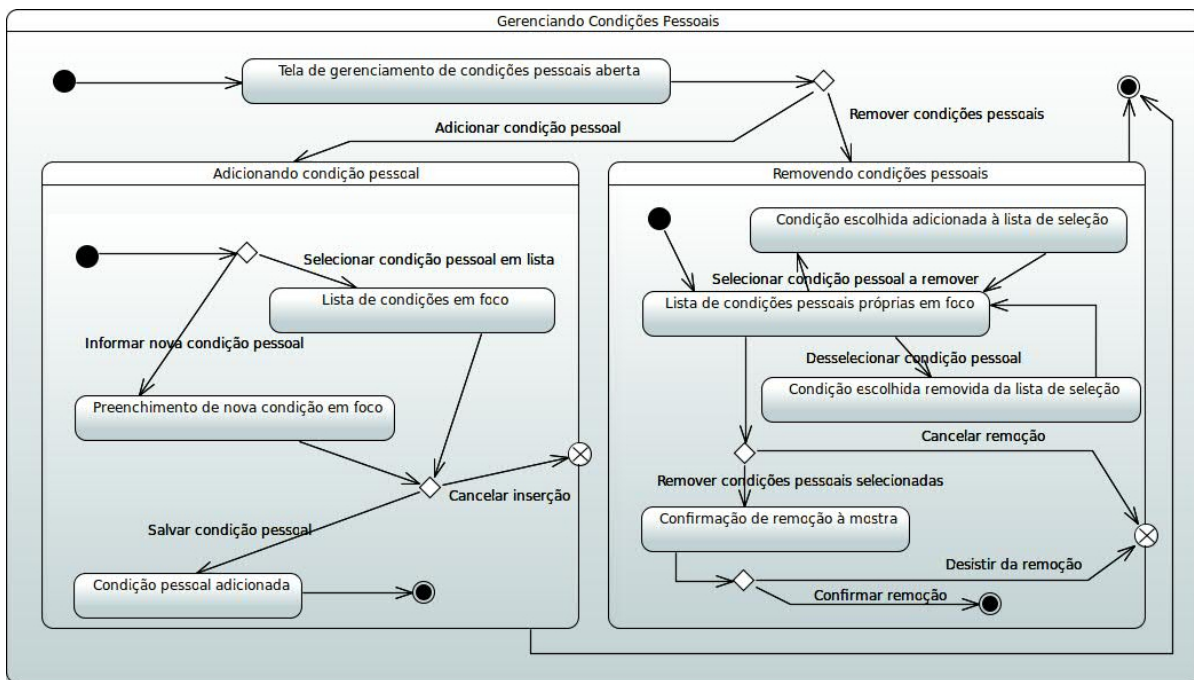 Gerenciando Condições Pessoais
Tela de gerenciamento de condições pessoais aberta
Adicionar condição pessoal
Remover condições pessoais
Adicionando condição pessoal
Selecionar condição pessoal em lista
Lista de condições em foco
Informar nova condição pessoal
Preenchimento de nova condição em foco
Cancelar inserção
Salvar condição pessoal
Condição pessoal adicionada
Removendo condições pessoais
Condição escolhida adicionada à lista de seleção
Selecionar condição pessoal a remover
Lista de condições pessoais próprias em foco
Desselecionar condição pessoal
Condição escolhida removida da lista de seleção
Cancelar remoção
Remover condições pessoais selecionadas
Confirmação de remoção à mostra
Desistir da remoção
Confirmar remoção